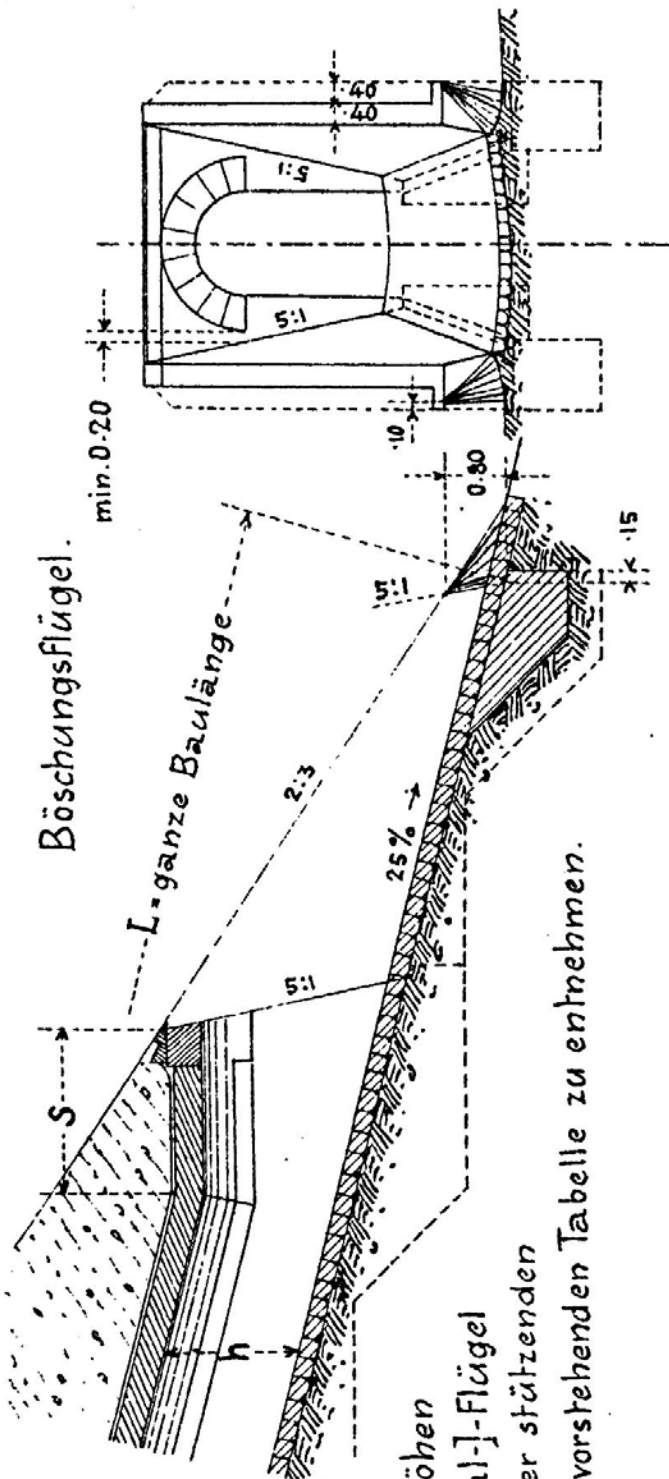 Böschungsflügel.
min. 0·20
L = ganze Baulänge
S
2:3
5:1
5:1
h
25%
0.80
·15
5:1
5:1
·40
·40
·10
öhen
al-]-Flügel
er stützenden
vorstehenden Tabelle zu entnehmen.